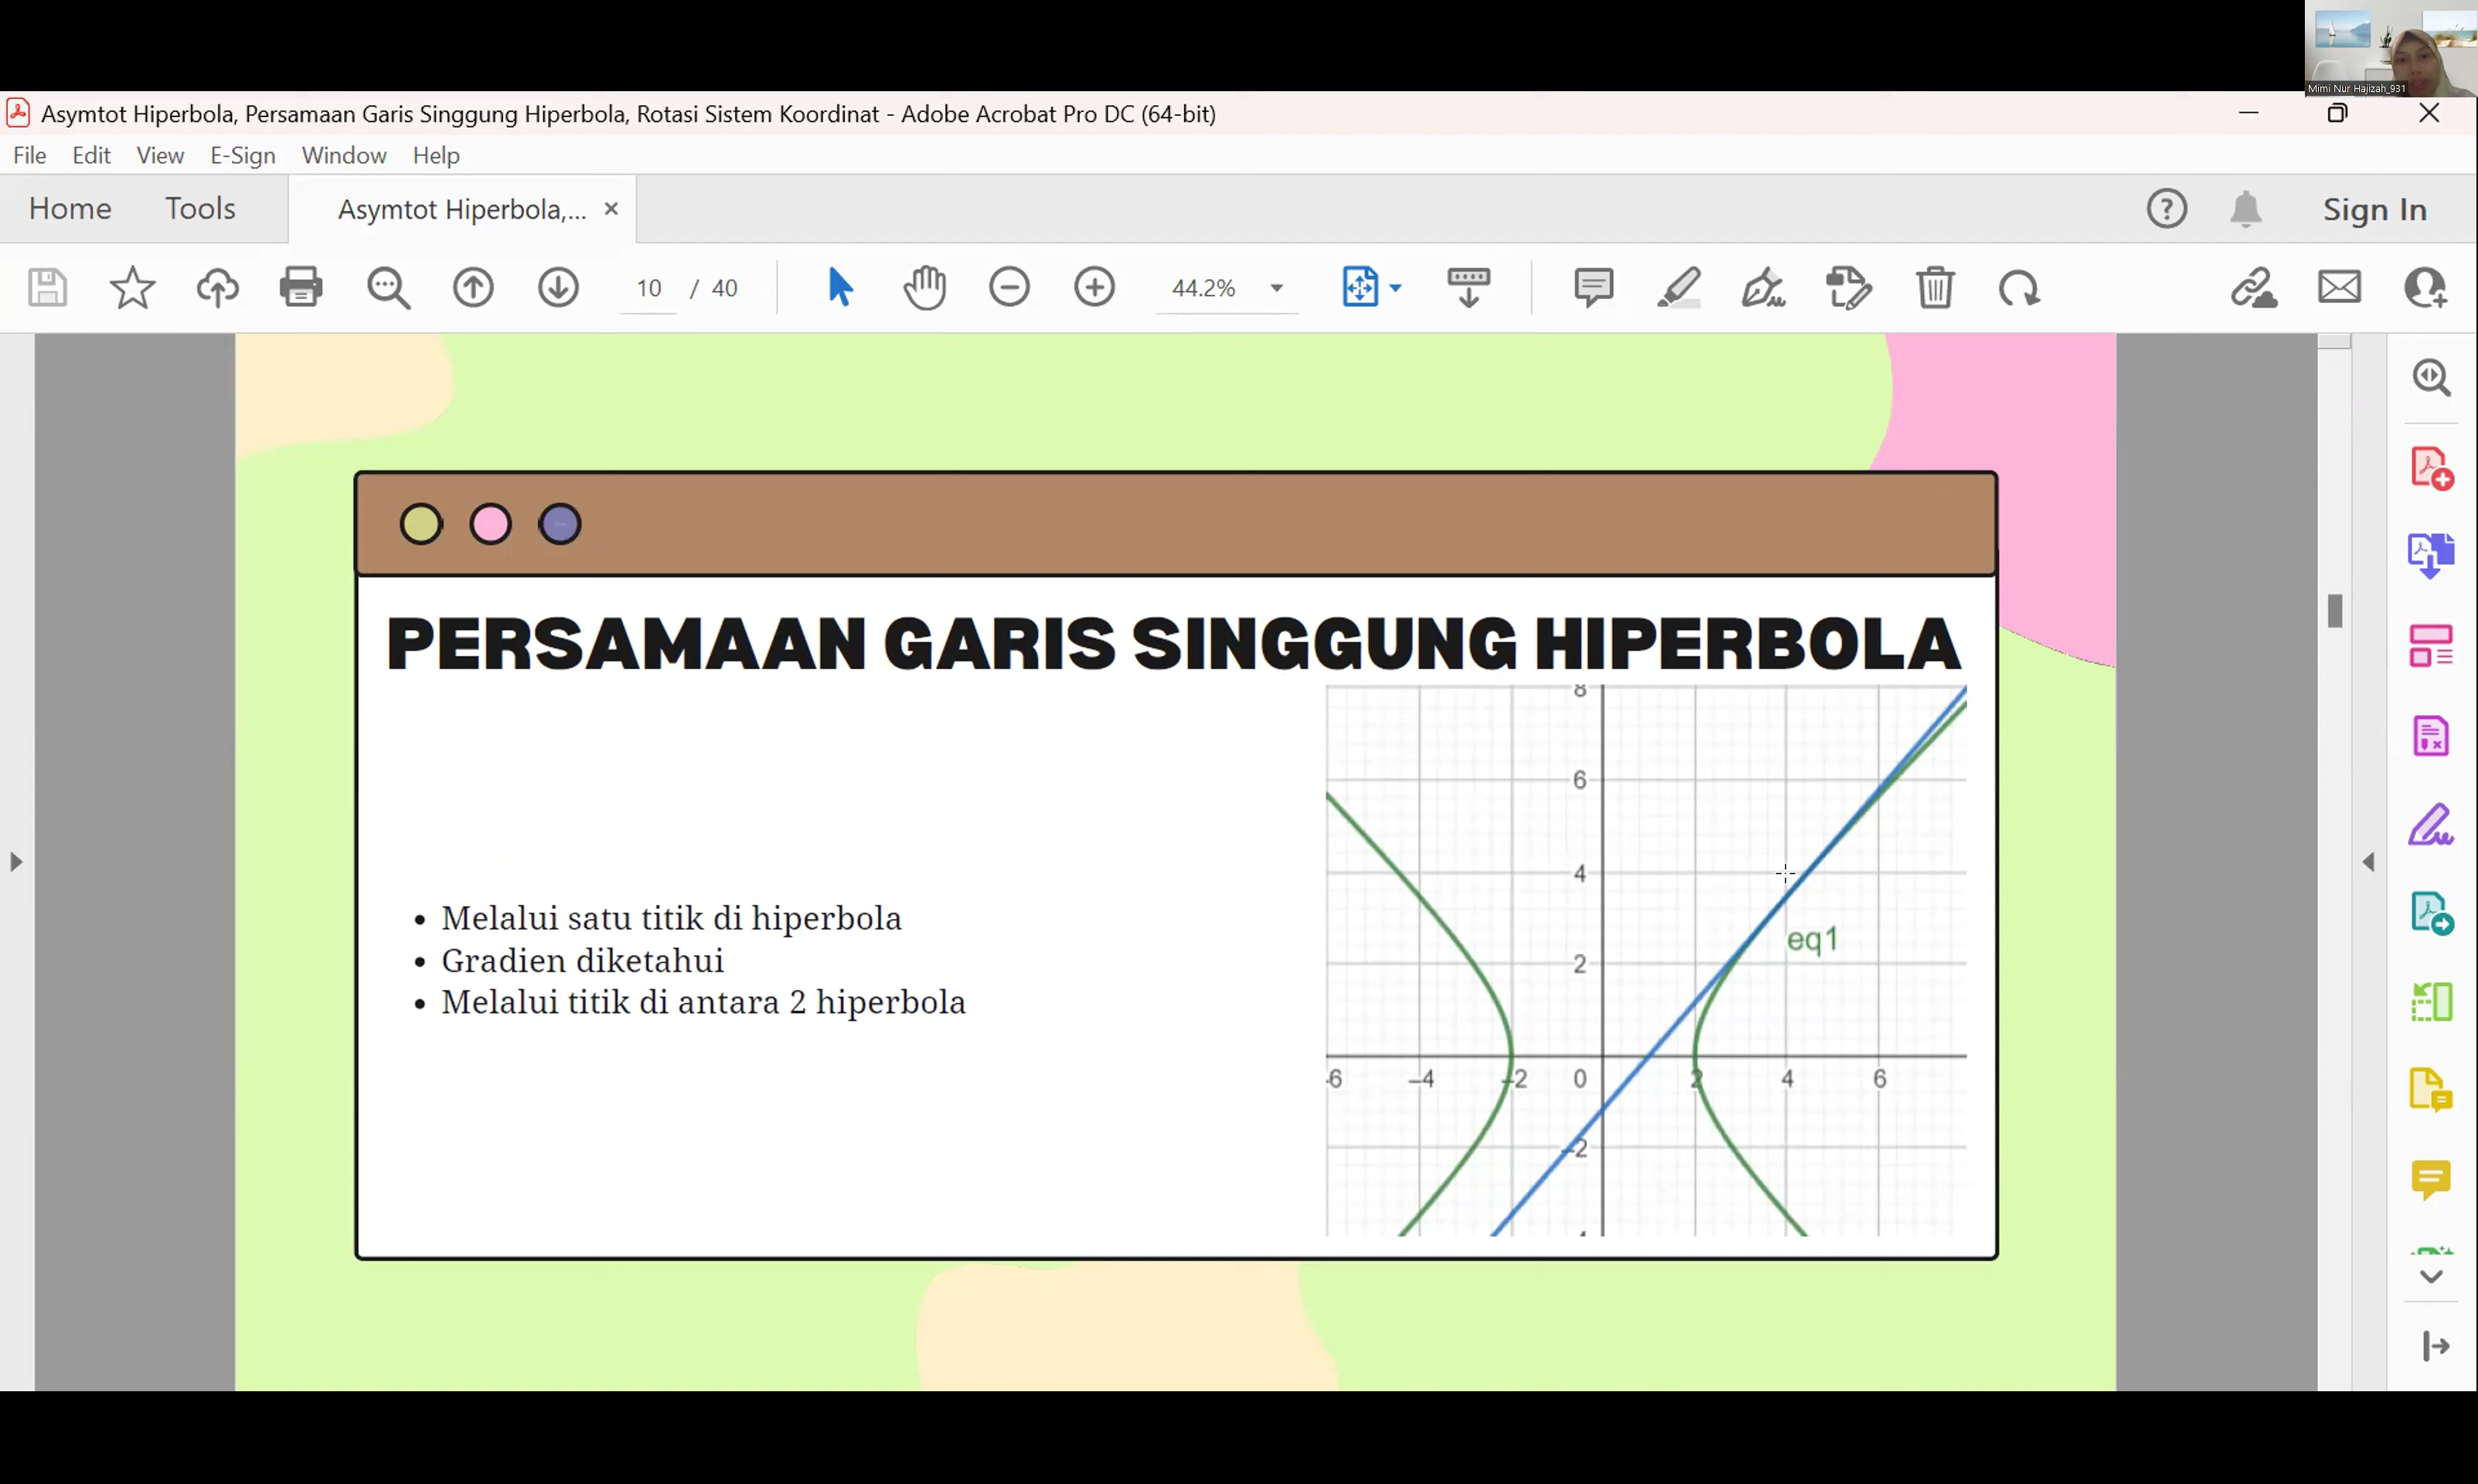 Mimi Nur Hajizah_931
Asymtot Hiperbola, Persamaan Garis Singgung Hiperbola, Rotasi Sistem Koordinat - Adobe Acrobat Pro DC (64-bit)
File Edit View E-Sign Window Help
Home Tools Asymtot Hiperbola,... × Sign In
10 / 40 44.2%
PERSAMAAN GARIS SINGGUNG HIPERBOLA
• Melalui satu titik di hiperbola
• Gradien diketahui
• Melalui titik di antara 2 hiperbola
8
6
4
eq1
2
-6 -4 -2 0 2 4 6
-2